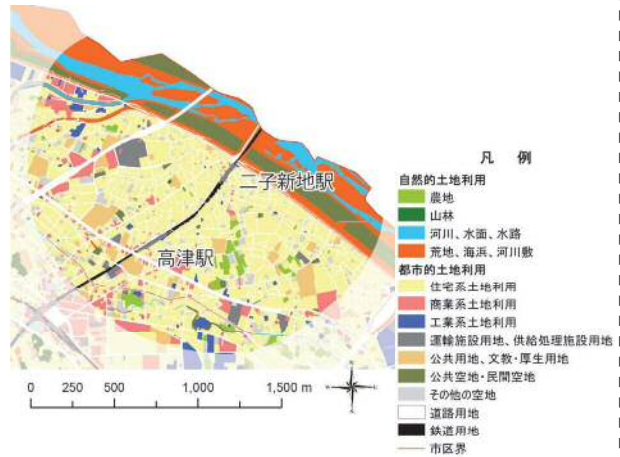 二子新地駅
高津駅
凡 例
自然的土地利用
農地
山林
河川、水面、水路
荒地、海浜、河川敷
都市的土地利用
住宅系土地利用
商業系土地利用
工業系土地利用
運輸施設用地、供給処理施設用地
公共用地、文教・厚生用地
公共空地・民間空地
その他の空地
道路用地
鉄道用地
市区界
0 250 500 1,000 1,500 m